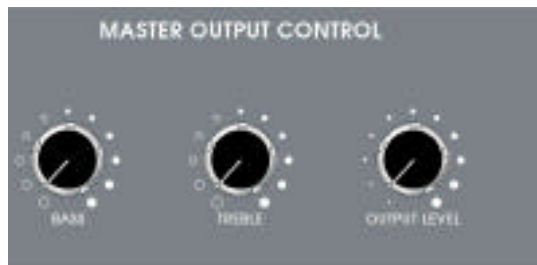 MASTER OUTPUT CONTROL
BASS
TREBLE
OUTPUT LEVEL